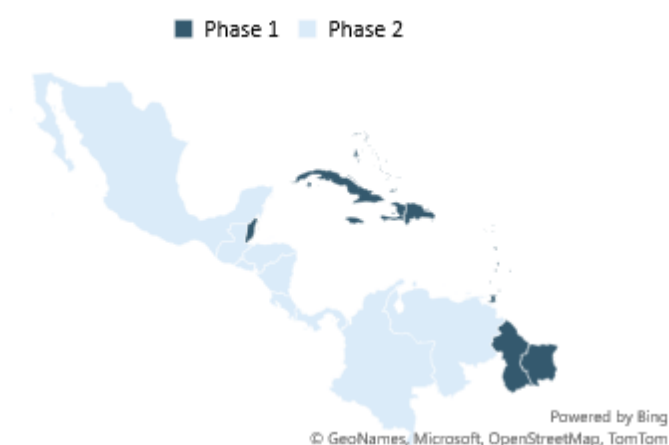 Phase 1 Phase 2
Powered by Bing
© GeoNames, Microsoft, OpenStreetMap, TomTom